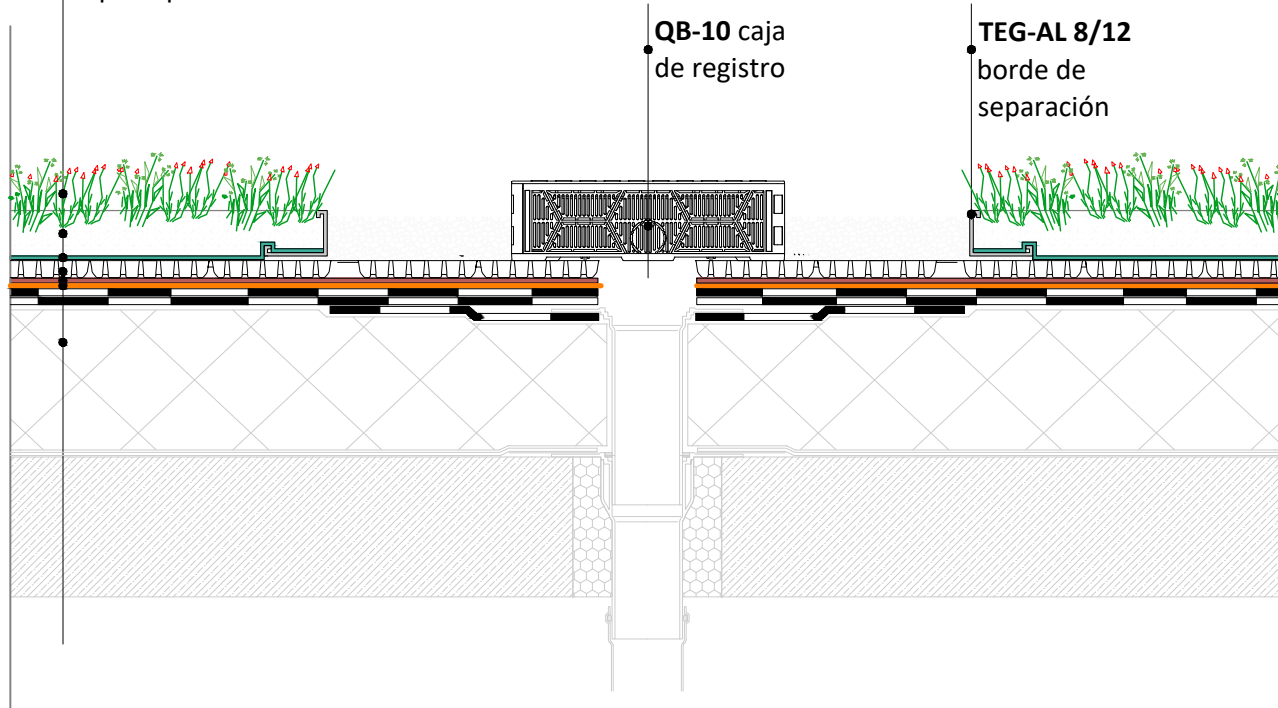 QB-10 caja
de registro
TEG-AL 8/12
borde de
separación